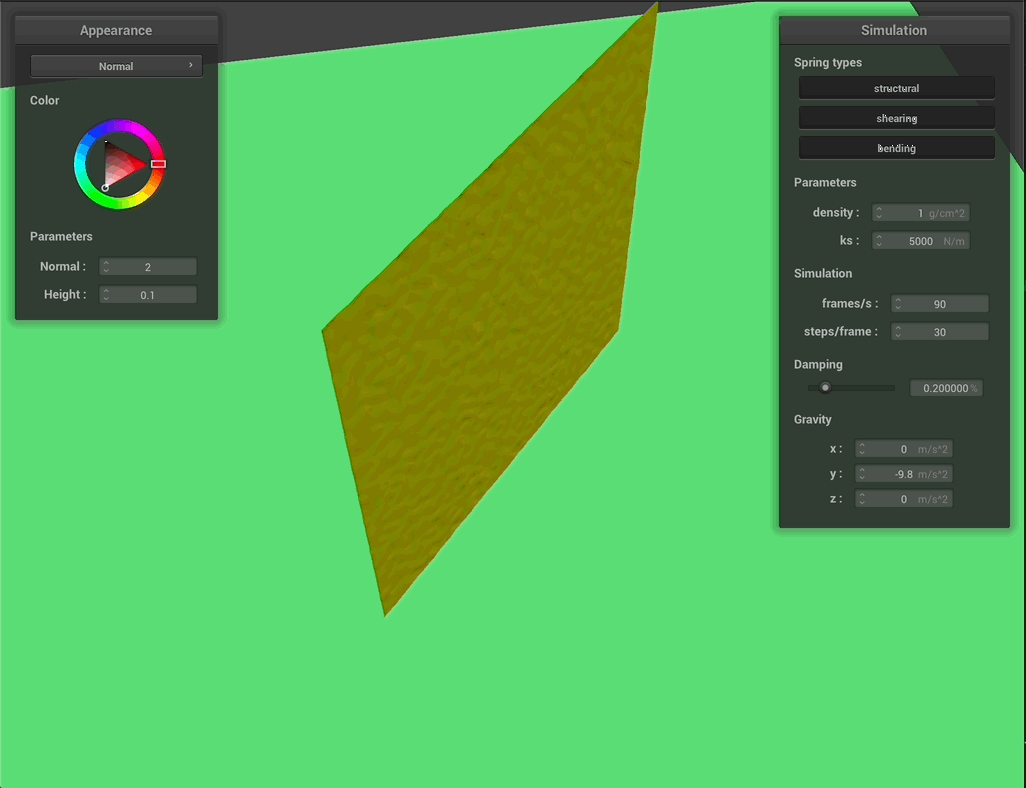 Appearance
Normal ›
Color
Parameters
Normal : 2
Height : 0.1
Simulation
Spring types
structural
shearing
bending
Parameters
density : 1 g/cm^2
ks : 5000 N/m
Simulation
frames/s : 90
steps/frame : 30
Damping
0.200000 %
Gravity
x : 0 m/s^2
y : -9.8 m/s^2
z : 0 m/s^2